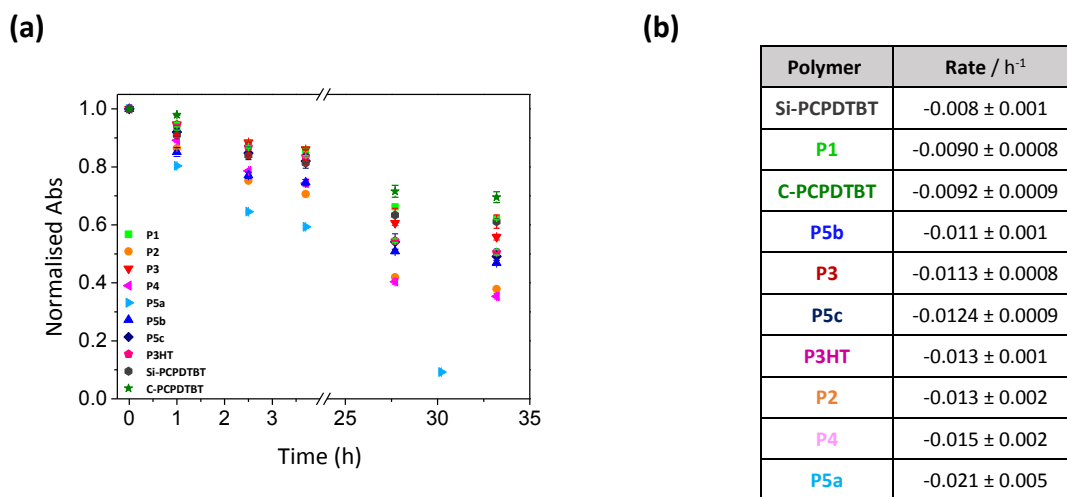 (a)
Normalised Abs
1.0
0.8
0.6
0.4
0.2
0.0
P1
P2
P3
P4
P5a
P5b
P5c
P3HT
Si-PCPDTBT
C-PCPDTBT
0 1 2 3 25 30 35
Time (h)
(b)
Polymer Rate / h⁻¹
Si-PCPDTBT -0.008 ± 0.001
P1 -0.0090 ± 0.0008
C-PCPDTBT -0.0092 ± 0.0009
P5b -0.011 ± 0.001
P3 -0.0113 ± 0.0008
P5c -0.0124 ± 0.0009
P3HT -0.013 ± 0.001
P2 -0.013 ± 0.002
P4 -0.015 ± 0.002
P5a -0.021 ± 0.005